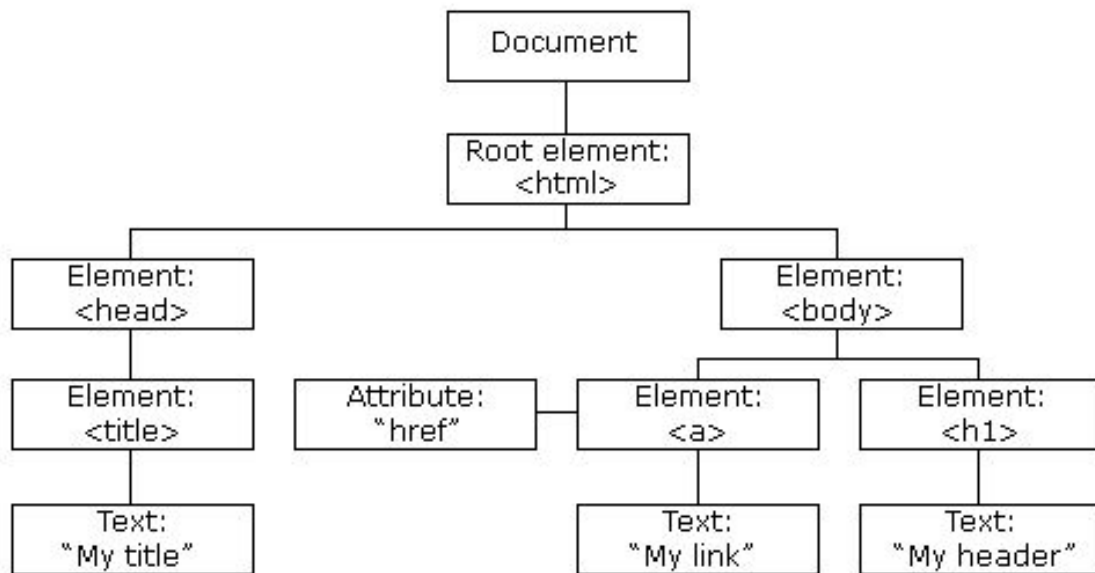 Document
Root element:
<html>
Element:
<head>
Element:
<body>
Element:
<title>
Attribute:
“href”
Element:
<a>
Element:
<h1>
Text:
“My title”
Text:
“My link”
Text:
“My header”